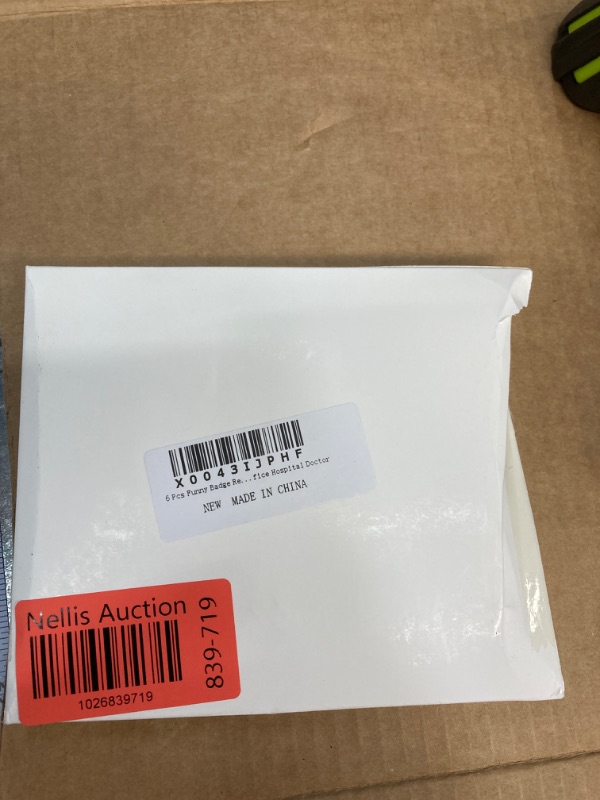 X0043IJPHF
6 Pcs Funny Badge Re...fice Hospital Doctor
NEW MADE IN CHINA
Nellis Auction
839-719
1026839719